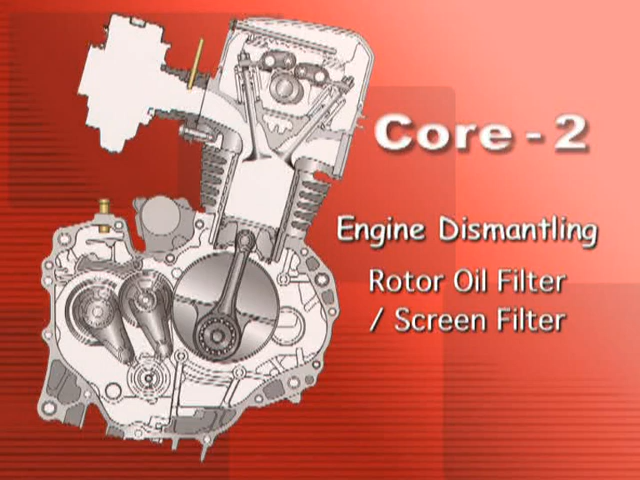 Core - 2
Engine Dismantling
Rotor Oil Filter
/ Screen Filter